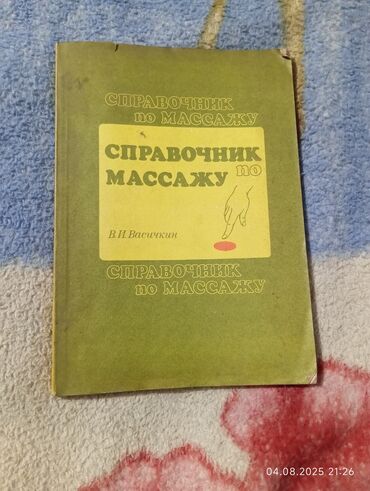 СПРАВОЧНИК
по МАССАЖУ
СПРАВОЧНИК
по
МАССАЖУ
В.И.Васичкин
СПРАВОЧНИК
по МАССАЖУ
04.08.2025 21:26